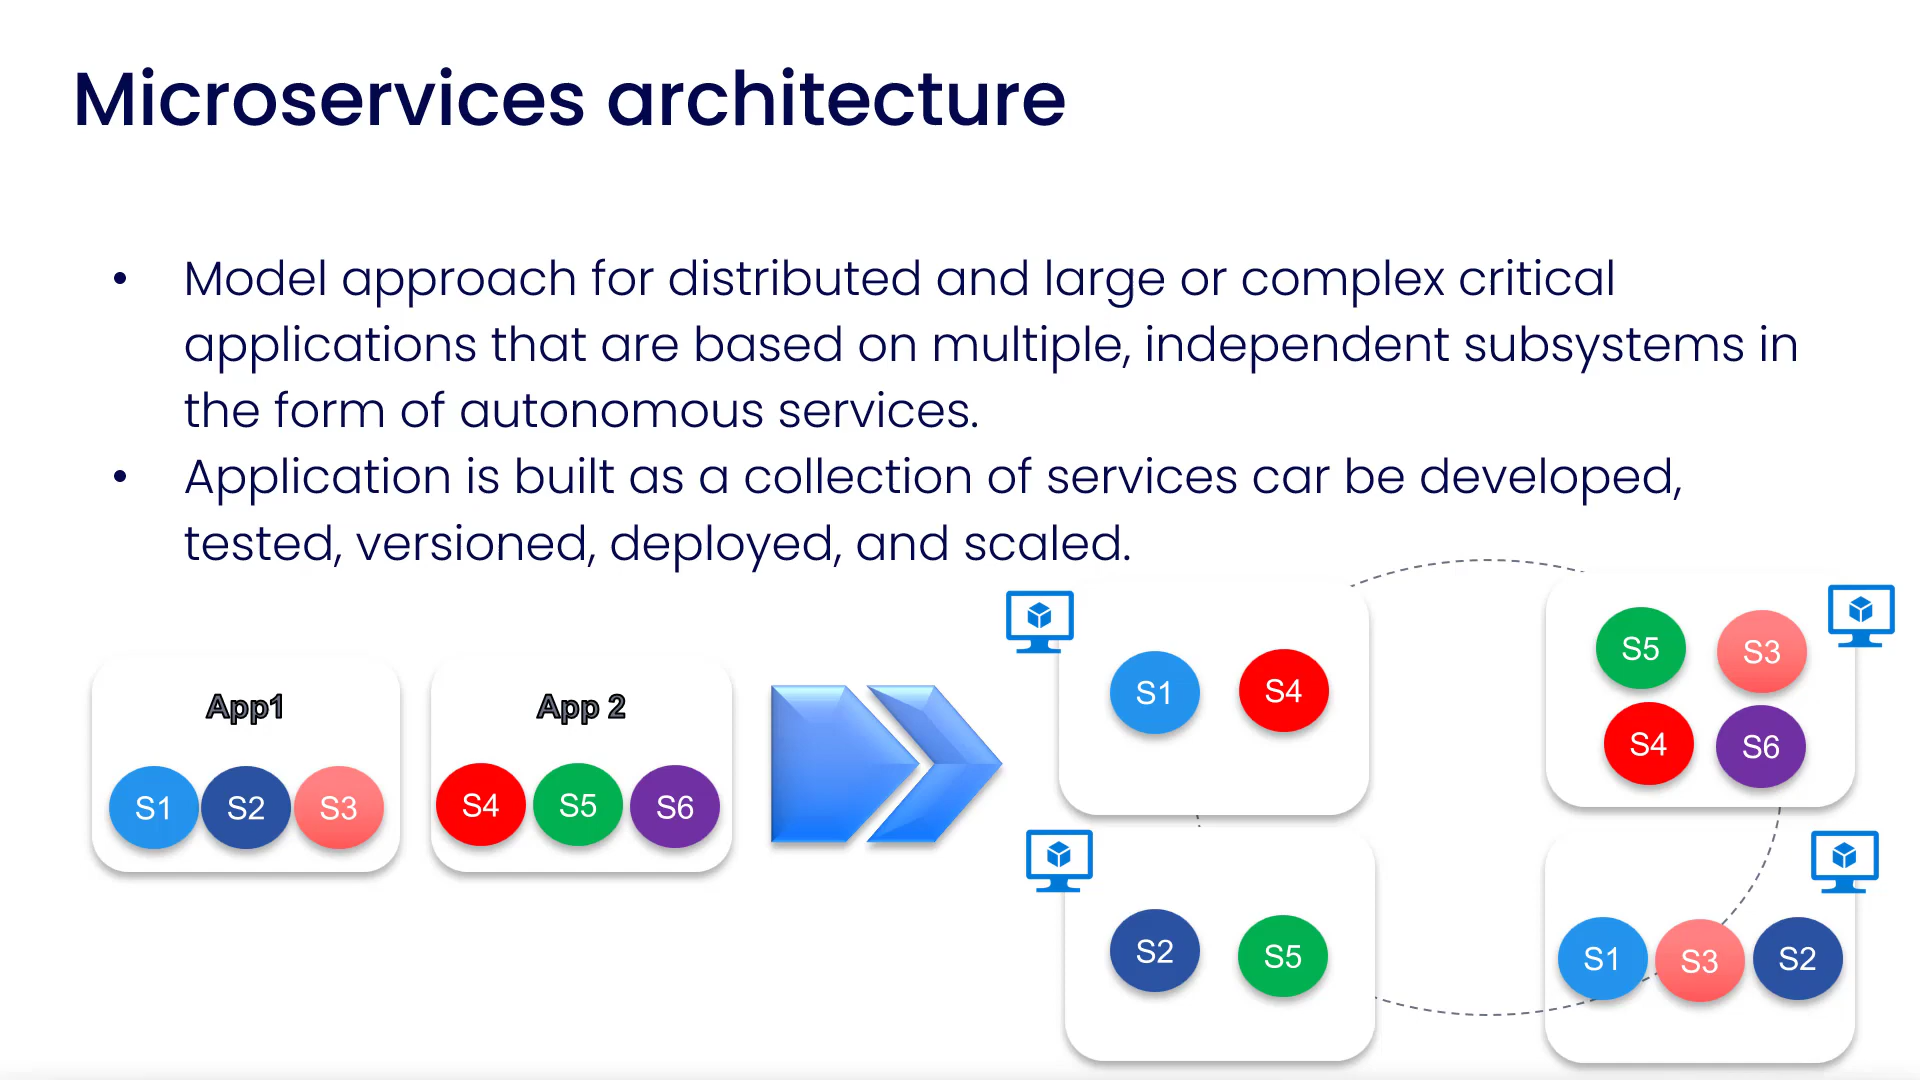 Microservices architecture
• Model approach for distributed and large or complex critical
applications that are based on multiple, independent subsystems in
the form of autonomous services.
• Application is built as a collection of services car be developed,
tested, versioned, deployed, and scaled.
App1
S1 S2 S3
App 2
S4 S5 S6
S1 S4
S5 S3
S4 S6
S2 S5
S1 S3 S2